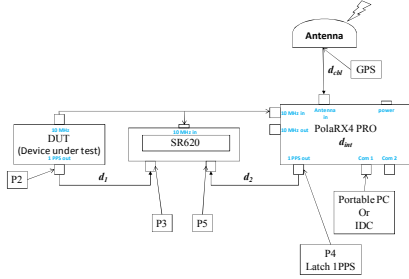 Antenna
d_cbl
GPS
10 MHz in
Antenna in
power
10 MHz
DUT
(Device under test)
1 PPS out
10 MHz in
SR620
10 MHz out
PolaRX4 PRO
d_int
1 PPS out
Com 1
Com 2
P2
d_1
d_2
P3
P5
Portable PC
Or
IDC
P4
Latch 1PPS